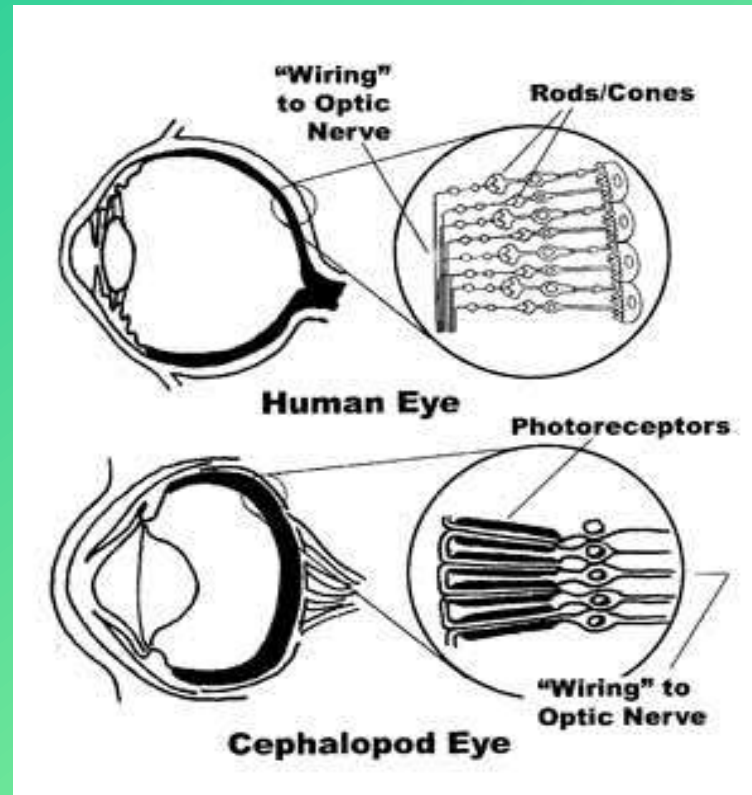 “Wiring”
to Optic
Nerve
Rods/Cones
Human Eye
Photoreceptors
“Wiring” to
Optic Nerve
Cephalopod Eye